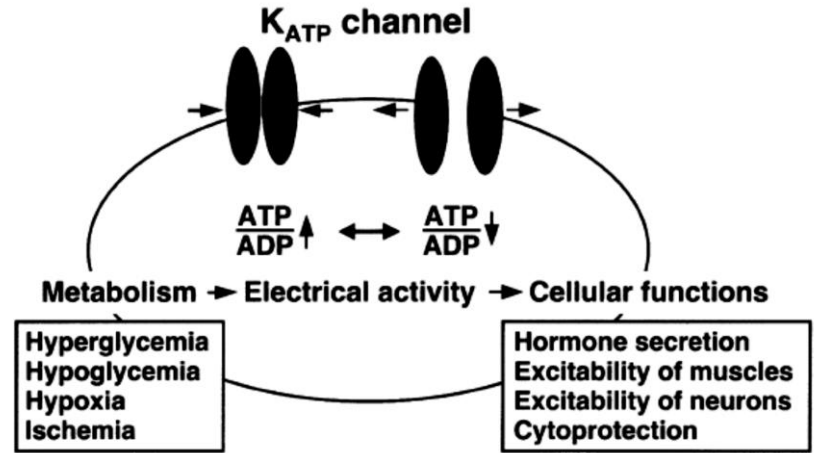 K_ATP channel
ATP/ADP ↑ ↔ ATP/ADP ↓
Metabolism → Electrical activity → Cellular functions
Hyperglycemia
Hypoglycemia
Hypoxia
Ischemia
Hormone secretion
Excitability of muscles
Excitability of neurons
Cytoprotection